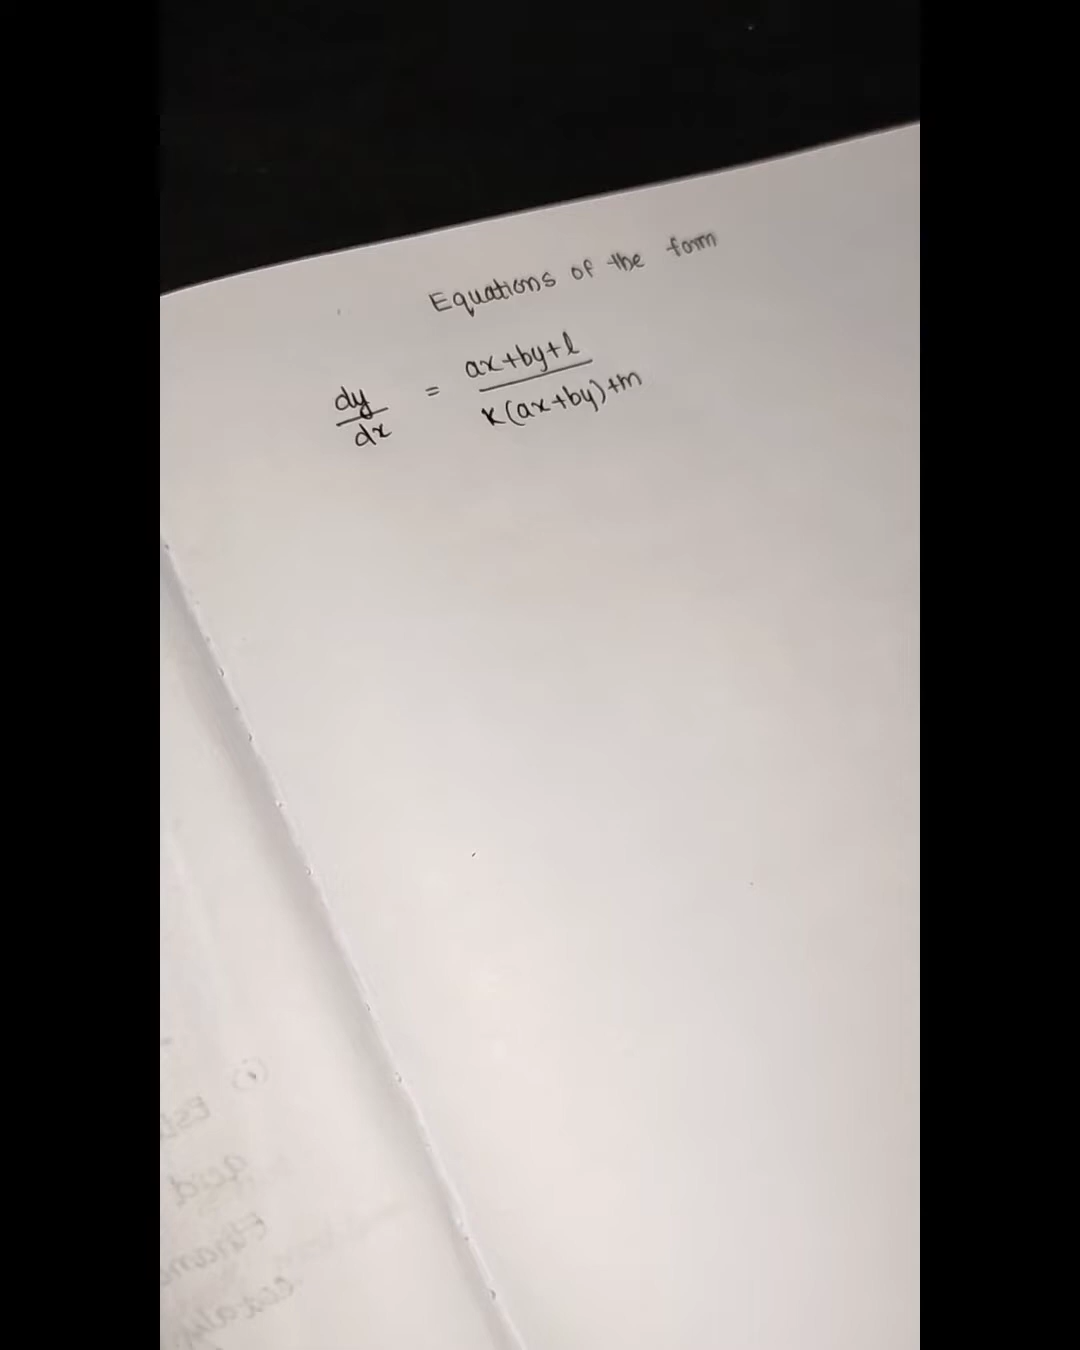 Equations of the form
dy/dx = ax+by+l / k(ax+by)+m